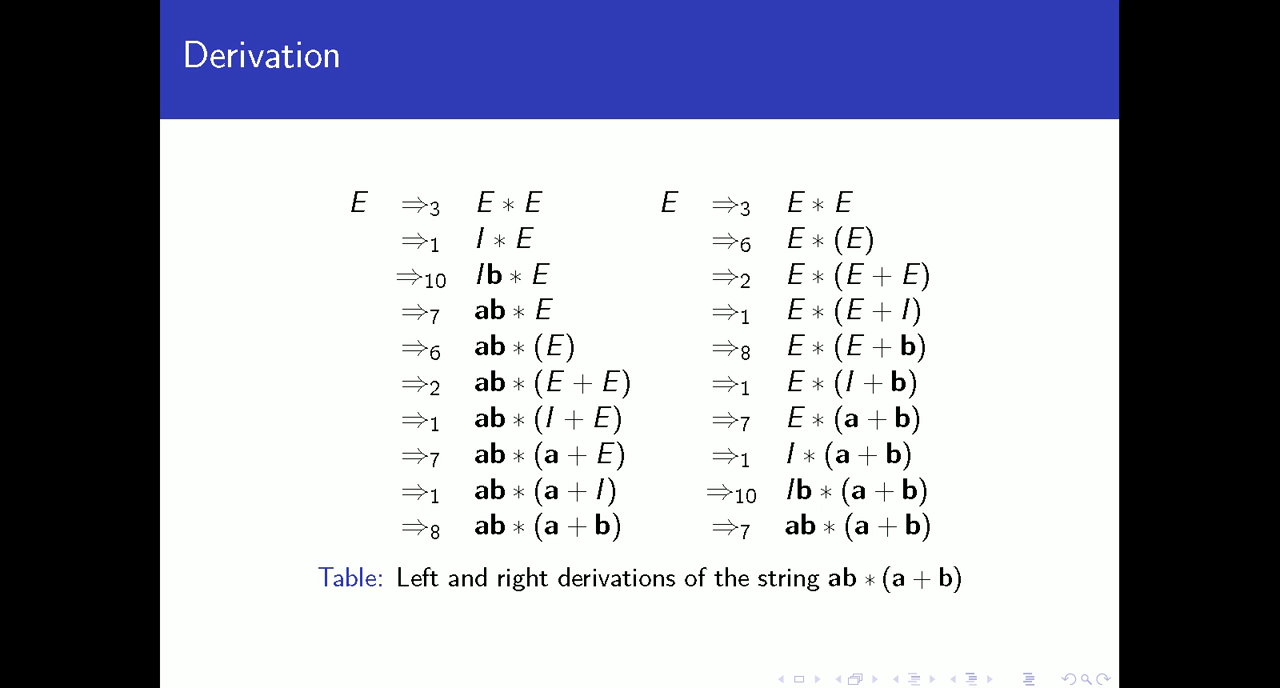 Derivation
E ⇒3 E ∗ E E ⇒3 E ∗ E
⇒1 I ∗ E ⇒6 E ∗ (E)
⇒10 Ib ∗ E ⇒2 E ∗ (E + E)
⇒7 ab ∗ E ⇒1 E ∗ (E + I)
⇒6 ab ∗ (E) ⇒8 E ∗ (E + b)
⇒2 ab ∗ (E + E) ⇒1 E ∗ (I + b)
⇒1 ab ∗ (I + E) ⇒7 E ∗ (a + b)
⇒7 ab ∗ (a + E) ⇒1 I ∗ (a + b)
⇒1 ab ∗ (a + I) ⇒10 Ib ∗ (a + b)
⇒8 ab ∗ (a + b) ⇒7 ab ∗ (a + b)
Table: Left and right derivations of the string ab ∗ (a + b)